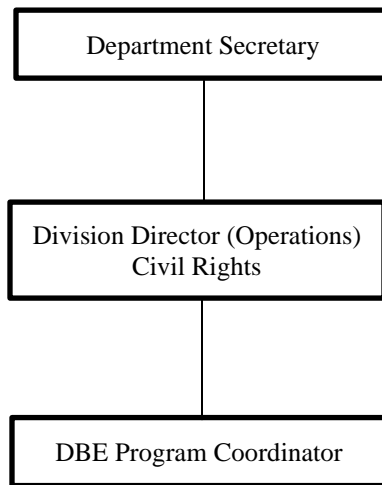 Department Secretary
Division Director (Operations)
Civil Rights
DBE Program Coordinator